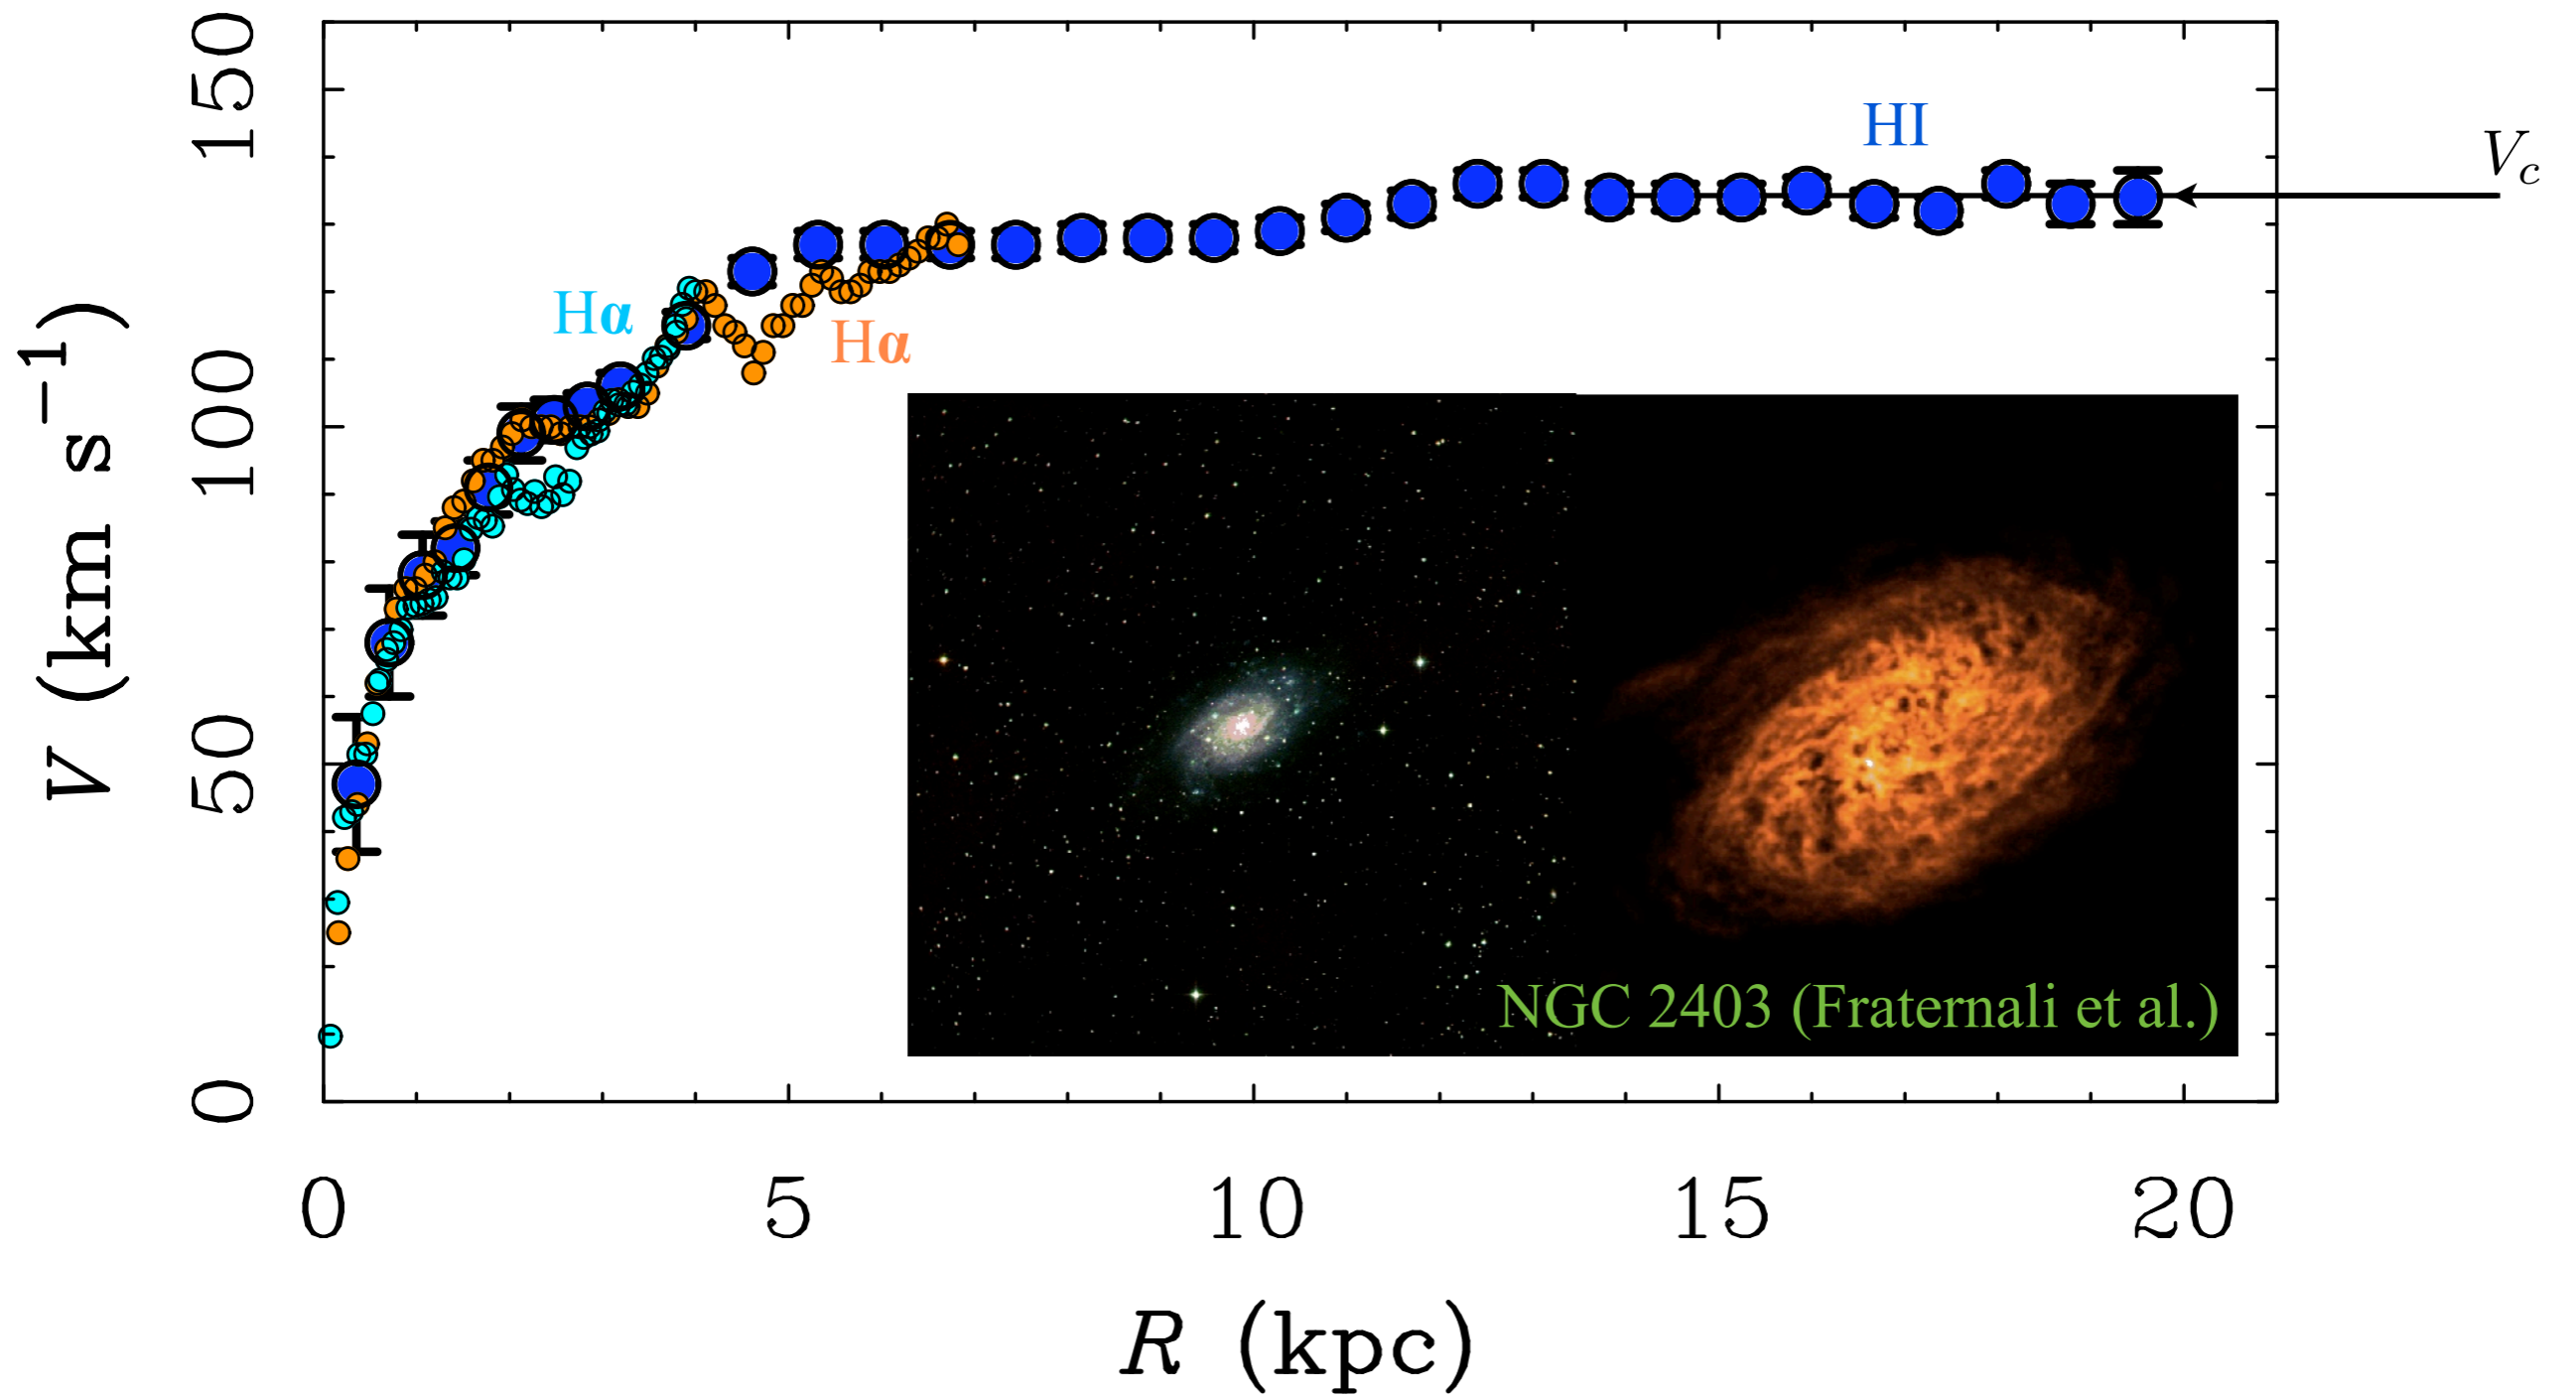 150
100
50
0
V (km s⁻¹)
HI
V_c
Hα
Hα
NGC 2403 (Fraternali et al.)
0 5 10 15 20
R (kpc)